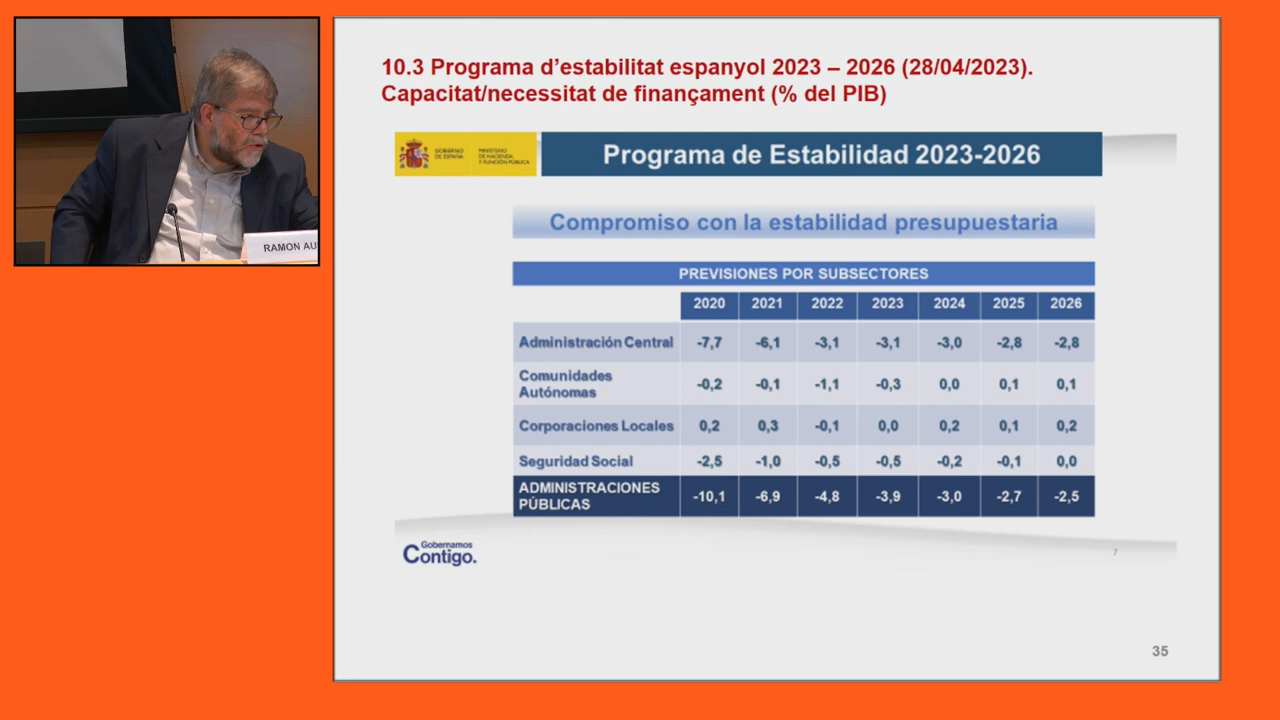 RAMON AU
10.3 Programa d’estabilitat espanyol 2023 – 2026 (28/04/2023).
Capacitat/necessitat de finançament (% del PIB)
GOBIERNO DE ESPAÑA
MINISTERIO DE HACIENDA Y FUNCIÓN PÚBLICA
Programa de Estabilidad 2023-2026
Compromiso con la estabilidad presupuestaria
PREVISIONES POR SUBSECTORES
2020 2021 2022 2023 2024 2025 2026
Administración Central -7,7 -6,1 -3,1 -3,1 -3,0 -2,8 -2,8
Comunidades
Autónomas -0,2 -0,1 -1,1 -0,3 0,0 0,1 0,1
Corporaciones Locales 0,2 0,3 -0,1 0,0 0,2 0,1 0,2
Seguridad Social -2,5 -1,0 -0,5 -0,5 -0,2 -0,1 0,0
ADMINISTRACIONES
PÚBLICAS -10,1 -6,9 -4,8 -3,9 -3,0 -2,7 -2,5
Gobernamos
Contigo.
7
35